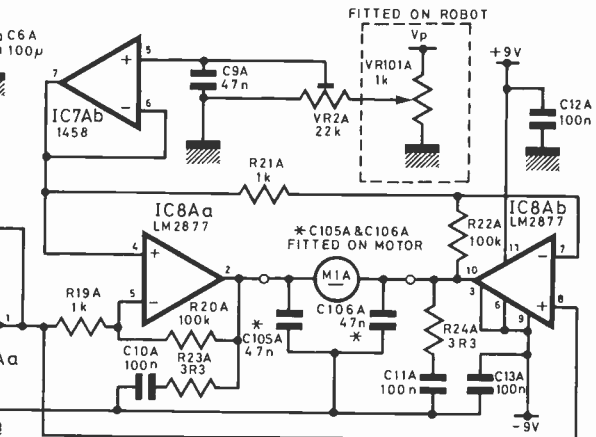 FITTED ON ROBOT
C6A
100μ
7
5
+
−
6
IC7Ab
1458
C9A
47n
VR2A
22k
Vp
VR101A
1k
+9V
C12A
100n
R21A
1k
IC8Aa
LM2877
4
+
5
−
2
*C105A & C106A
FITTED ON MOTOR
M1A
R22A
100k
IC8Ab
LM2877
11
7
−
10
3
6
9
+
8
1
R19A
1k
R20A
100k
C10A
100n
R23A
3R3
*
C105A
47n
C106A
47n
*
R24A
3R3
C11A
100n
C13A
100n
-9V
Aa